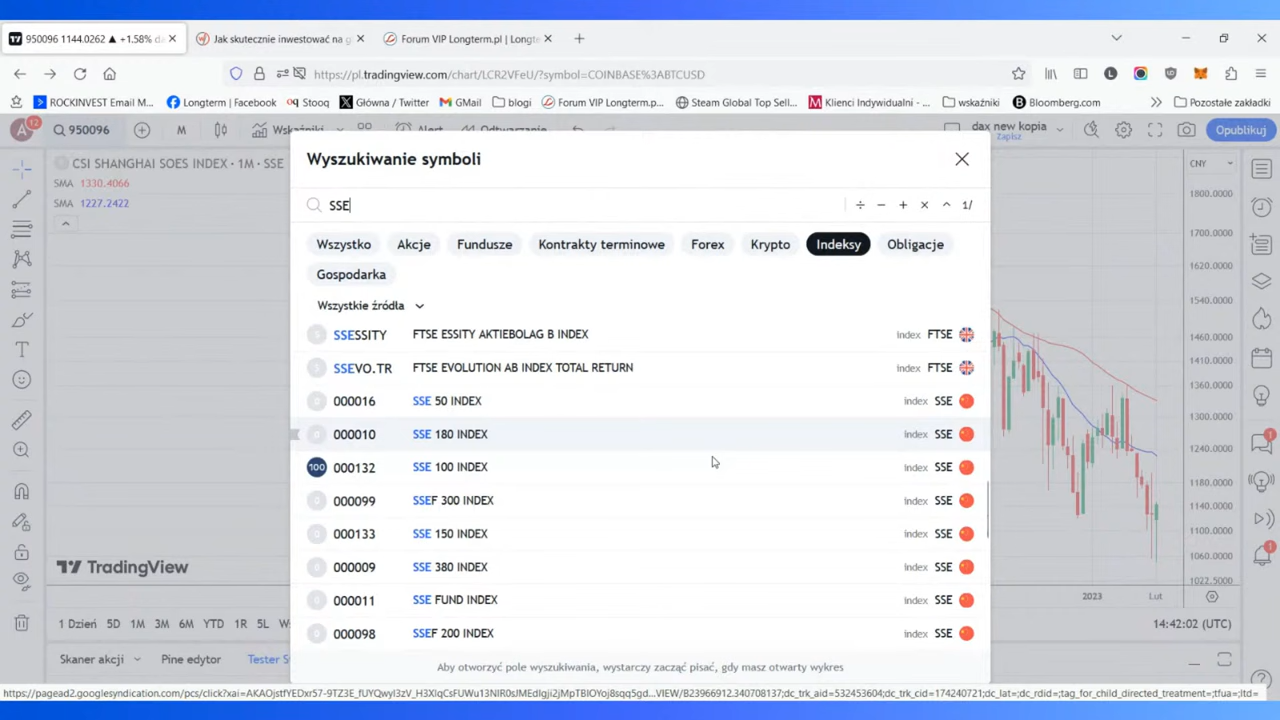 950096 1144.0262 ▲ +1.58% da
Jak skutecznie inwestować na g
Forum VIP Longterm.pl | Longt
https://pl.tradingview.com/chart/LCR2VFeU/?symbol=COINBASE%3ABTCUSD
ROCKINVEST Email M...
Longterm | Facebook
Stooq
Główna / Twitter
GMail
blogi
Forum VIP Longterm.p...
Steam Global Top Sell...
Klienci Indywidualni - ...
wskaźniki
Bloomberg.com
Pozostałe zakładki
12
950096
M
Wskaźniki
Alert
Odtwarzanie
dax new kopia
Zapisz
Opublikuj
CSI SHANGHAI SOES INDEX · 1M · SSE
SMA 1330.4066
SMA 1227.2422
Wyszukiwanie symboli
SSE
÷ − + × ^ 1/
Wszystko
Akcje
Fundusze
Kontrakty terminowe
Forex
Krypto
Indeksy
Obligacje
Gospodarka
Wszystkie źródła
SSESSITY FTSE ESSITY AKTIEBOLAG B INDEX index FTSE
SSEVO.TR FTSE EVOLUTION AB INDEX TOTAL RETURN index FTSE
000016 SSE 50 INDEX index SSE
000010 SSE 180 INDEX index SSE
100 000132 SSE 100 INDEX index SSE
000099 SSEF 300 INDEX index SSE
000133 SSE 150 INDEX index SSE
000009 SSE 380 INDEX index SSE
000011 SSE FUND INDEX index SSE
000098 SSEF 200 INDEX index SSE
Aby otworzyć pole wyszukiwania, wystarczy zacząć pisać, gdy masz otwarty wykres
CNY
1800.0000
1700.0000
1540.0000
1460.0000
1410.0000
1300.0000
1240.0000
1180.0000
1140.0000
1060.0000
1022.5000
2023
Lut
14:42:02 (UTC)
TradingView
1 Dzień 5D 1M 3M 6M YTD 1R 5L
Skaner akcji
Pine edytor
Tester S